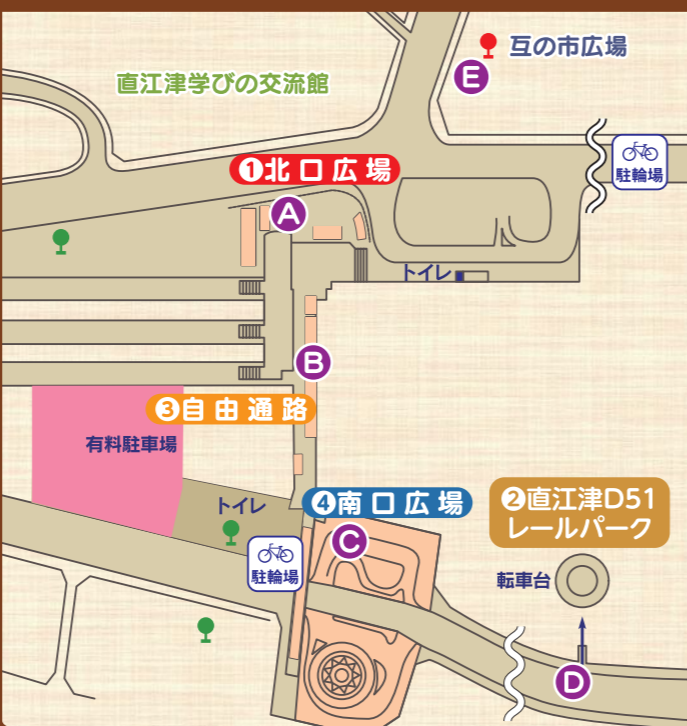 互の市広場
E
直江津学びの交流館
駐輪場
❶北口広場
A
トイレ
B
❸自由通路
有料駐車場
トイレ
❹南口広場
❷直江津D51
レールパーク
C
駐輪場
転車台
D